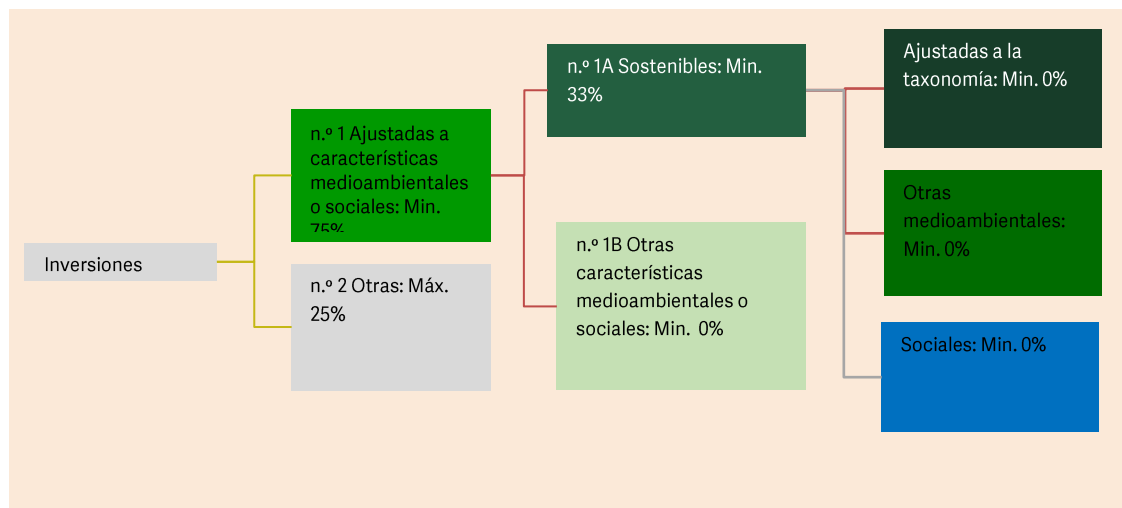 Inversiones
n.º 1 Ajustadas a
características
medioambientales
o sociales: Min.
75%
n.º 2 Otras: Máx.
25%
n.º 1A Sostenibles: Min.
33%
n.º 1B Otras
características
medioambientales o
sociales: Min. 0%
Ajustadas a la
taxonomía: Min. 0%
Otras
medioambientales:
Min. 0%
Sociales: Min. 0%